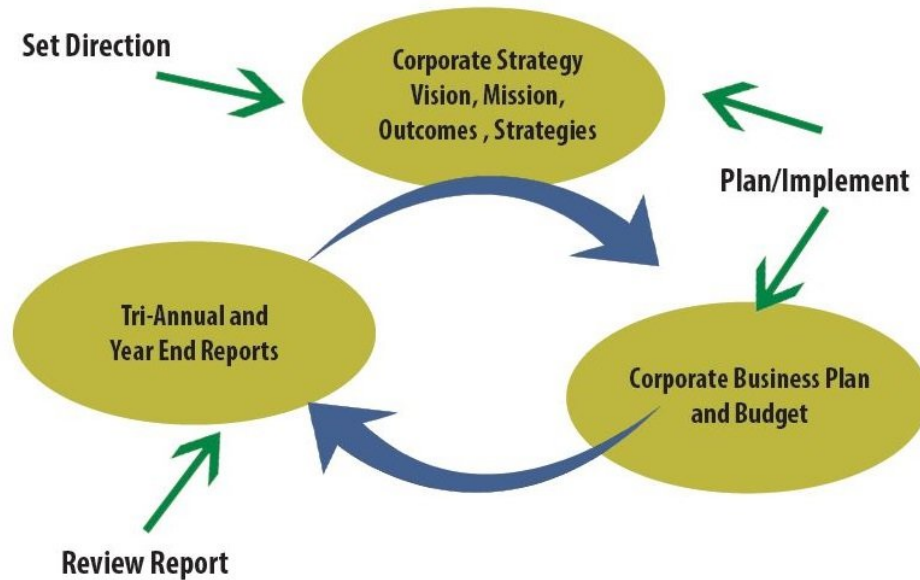 Set Direction
Corporate Strategy
Vision, Mission,
Outcomes , Strategies
Plan/Implement
Tri-Annual and
Year End Reports
Corporate Business Plan
and Budget
Review Report